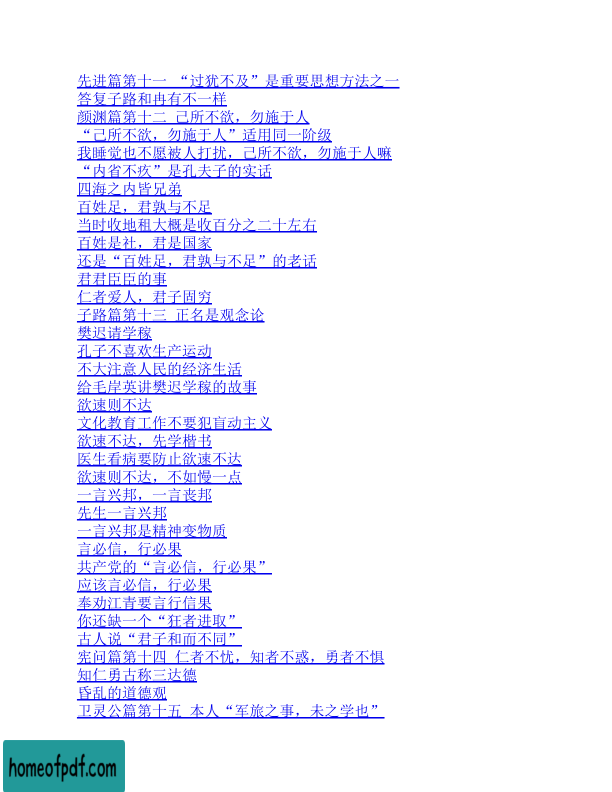 先进篇第十一 “过犹不及”是重要思想方法之一
答复子路和冉有不一样
颜渊篇第十二 己所不欲，勿施于人
“己所不欲，勿施于人”适用同一阶级
我睡觉也不愿被人打扰，己所不欲，勿施于人嘛
“内省不疚”是孔夫子的实话
四海之内皆兄弟
百姓足，君孰与不足
当时收地租大概是收百分之二十左右
百姓是社，君是国家
还是“百姓足，君孰与不足”的老话
君君臣臣的事
仁者爱人，君子固穷
子路篇第十三 正名是观念论
樊迟请学稼
孔子不喜欢生产运动
不大注意人民的经济生活
给毛岸英讲樊迟学稼的故事
欲速则不达
文化教育工作不要犯盲动主义
欲速不达，先学楷书
医生看病要防止欲速不达
欲速则不达，不如慢一点
一言兴邦，一言丧邦
先生一言兴邦
一言兴邦是精神变物质
言必信，行必果
共产党的“言必信，行必果”
应该言必信，行必果
奉劝江青要言行信果
你还缺一个“狂者进取”
古人说“君子和而不同”
宪问篇第十四 仁者不忧，知者不惑，勇者不惧
知仁勇古称三达德
昏乱的道德观
卫灵公篇第十五 本人“军旅之事，未之学也”
homeofpdf.com